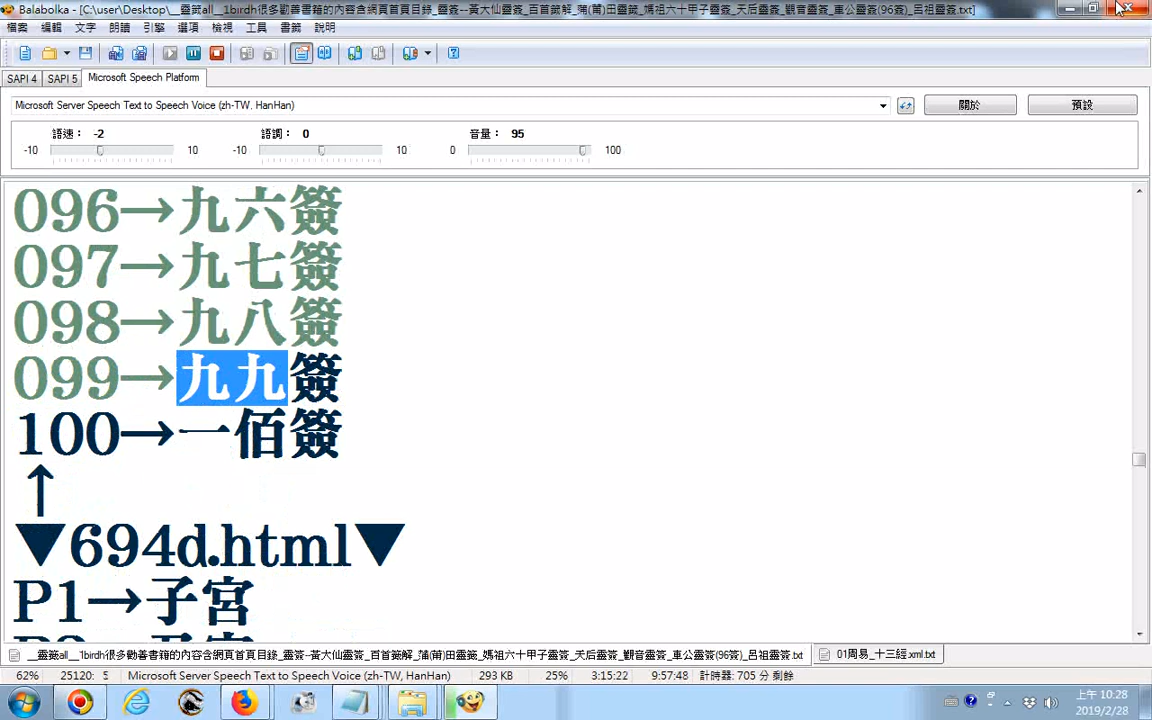 Balabolka - [C:\user\Desktop\__靈籤all__1birdh很多勸善書籍的內容含網頁首頁目錄_靈簽--黃大仙靈簽_百首籤解_蒲(莆)田靈籤_媽祖六十甲子靈簽_天后靈簽_觀音靈簽_車公靈簽(96簽)_呂祖靈簽.txt]
檔案 編輯 文字 朗讀 引擎 選項 檢視 工具 書籤 說明
SAPI 4 SAPI 5 Microsoft Speech Platform
Microsoft Server Speech Text to Speech Voice (zh-TW, HanHan) 關於 預設
語速： -2 語調： 0 音量： 95
-10 10 -10 10 0 100
096→九六簽
097→九七簽
098→九八簽
099→九九簽
100→一佰簽
↑
▼694d.html▼
P1→子宮
__靈籤all__1birdh很多勸善書籍的內容含網頁首頁目錄_靈簽--黃大仙靈簽_百首籤解_蒲(莆)田靈籤_媽祖六十甲子靈簽_天后靈簽_觀音靈簽_車公靈簽(96簽)_呂祖靈簽.txt 01周易_十三經.xml.txt
62% 25120: 5 Microsoft Server Speech Text to Speech Voice (zh-TW, HanHan) 293 KB 25% 3:15:22 9:57:48 計時器: 705 分 剩餘
上午 10:28
2019/2/28